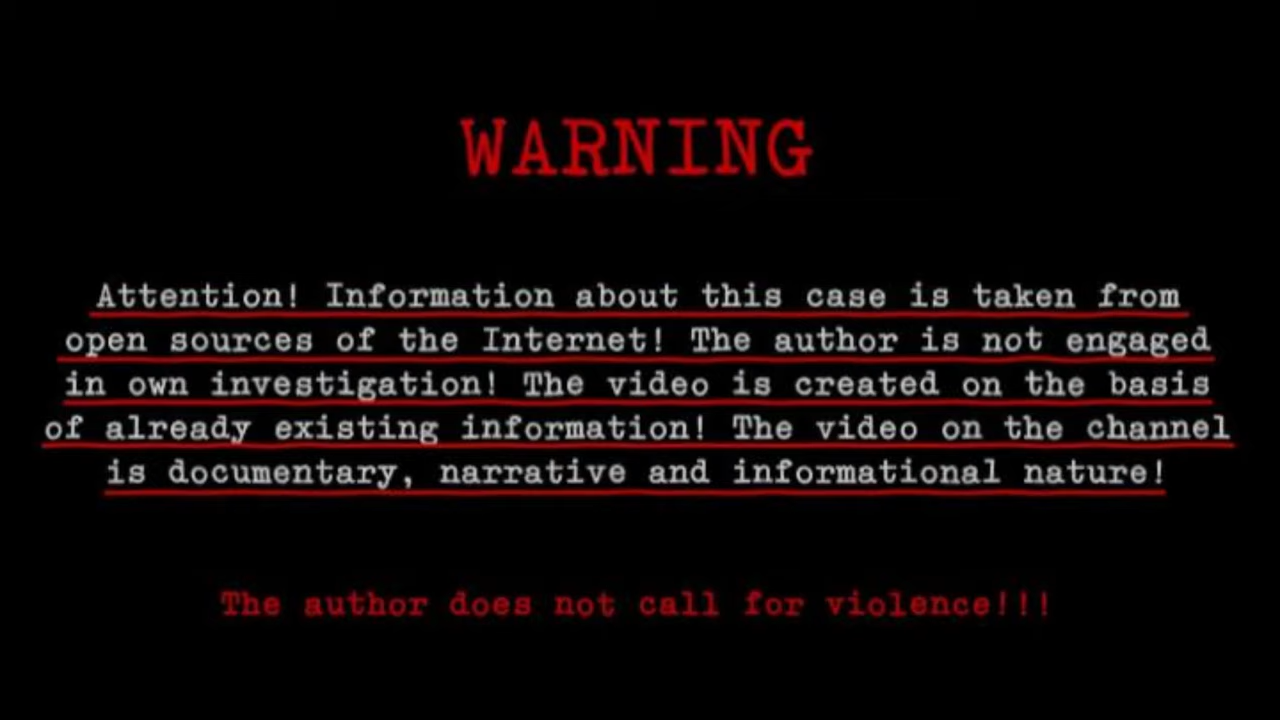 WARNING
Attention! Information about this case is taken from
open sources of the Internet! The author is not engaged
in own investigation! The video is created on the basis
of already existing information! The video on the channel
is documentary, narrative and informational nature!
The author does not call for violence!!!